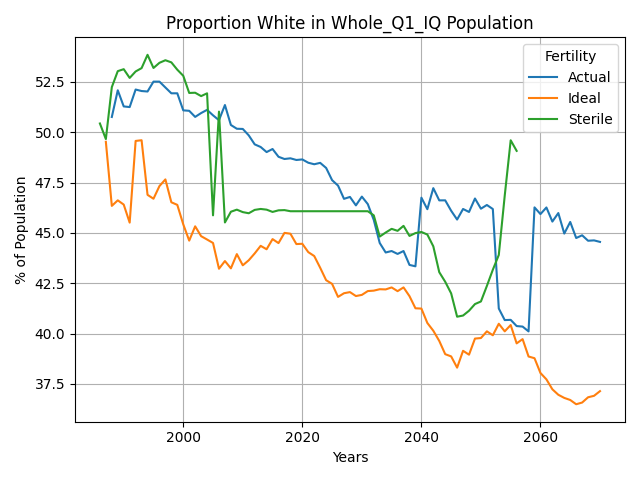 Proportion White in Whole_Q1_IQ Population
Fertility
Actual
Ideal
Sterile
% of Population
52.5
50.0
47.5
45.0
42.5
40.0
37.5
2000
2020
2040
2060
Years